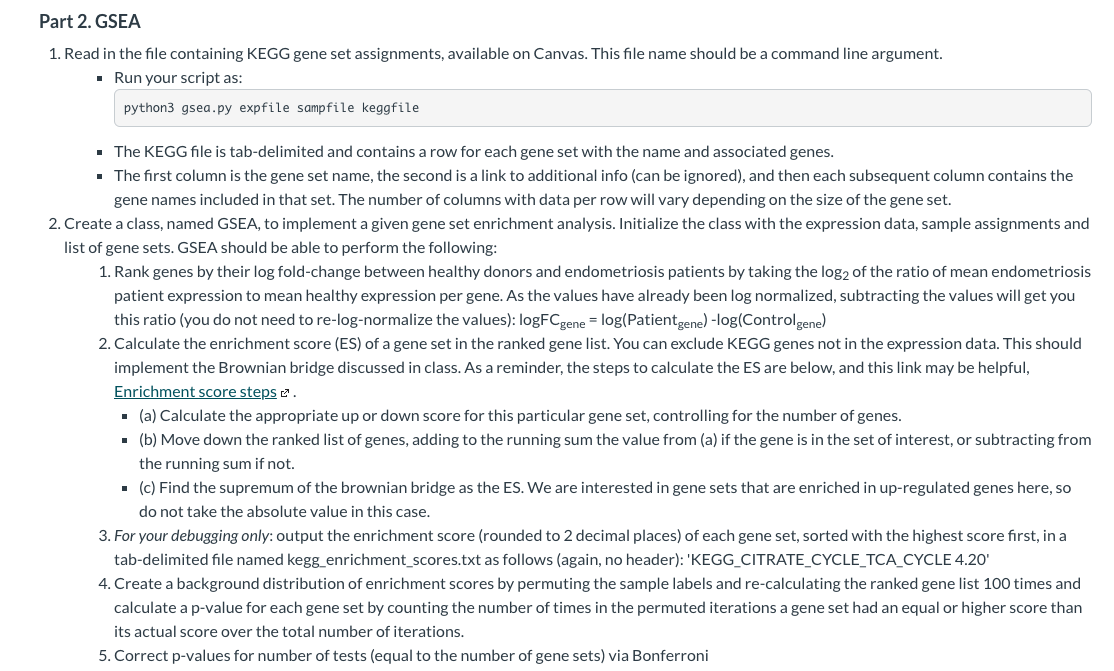 Part 2. GSEA
1. Read in the file containing KEGG gene set assignments, available on Canvas. This file name should be a command line argument.
▪ Run your script as:
python3 gsea.py expfile sampfile keggfile
▪ The KEGG file is tab-delimited and contains a row for each gene set with the name and associated genes.
▪ The first column is the gene set name, the second is a link to additional info (can be ignored), and then each subsequent column contains the
gene names included in that set. The number of columns with data per row will vary depending on the size of the gene set.
2. Create a class, named GSEA, to implement a given gene set enrichment analysis. Initialize the class with the expression data, sample assignments and
list of gene sets. GSEA should be able to perform the following:
1. Rank genes by their log fold-change between healthy donors and endometriosis patients by taking the log2 of the ratio of mean endometriosis
patient expression to mean healthy expression per gene. As the values have already been log normalized, subtracting the values will get you
this ratio (you do not need to re-log-normalize the values): logFCgene = log(Patientgene) -log(Controlgene)
2. Calculate the enrichment score (ES) of a gene set in the ranked gene list. You can exclude KEGG genes not in the expression data. This should
implement the Brownian bridge discussed in class. As a reminder, the steps to calculate the ES are below, and this link may be helpful,
Enrichment score steps .
▪ (a) Calculate the appropriate up or down score for this particular gene set, controlling for the number of genes.
▪ (b) Move down the ranked list of genes, adding to the running sum the value from (a) if the gene is in the set of interest, or subtracting from
the running sum if not.
▪ (c) Find the supremum of the brownian bridge as the ES. We are interested in gene sets that are enriched in up-regulated genes here, so
do not take the absolute value in this case.
3. For your debugging only: output the enrichment score (rounded to 2 decimal places) of each gene set, sorted with the highest score first, in a
tab-delimited file named kegg_enrichment_scores.txt as follows (again, no header): 'KEGG_CITRATE_CYCLE_TCA_CYCLE 4.20'
4. Create a background distribution of enrichment scores by permuting the sample labels and re-calculating the ranked gene list 100 times and
calculate a p-value for each gene set by counting the number of times in the permuted iterations a gene set had an equal or higher score than
its actual score over the total number of iterations.
5. Correct p-values for number of tests (equal to the number of gene sets) via Bonferroni